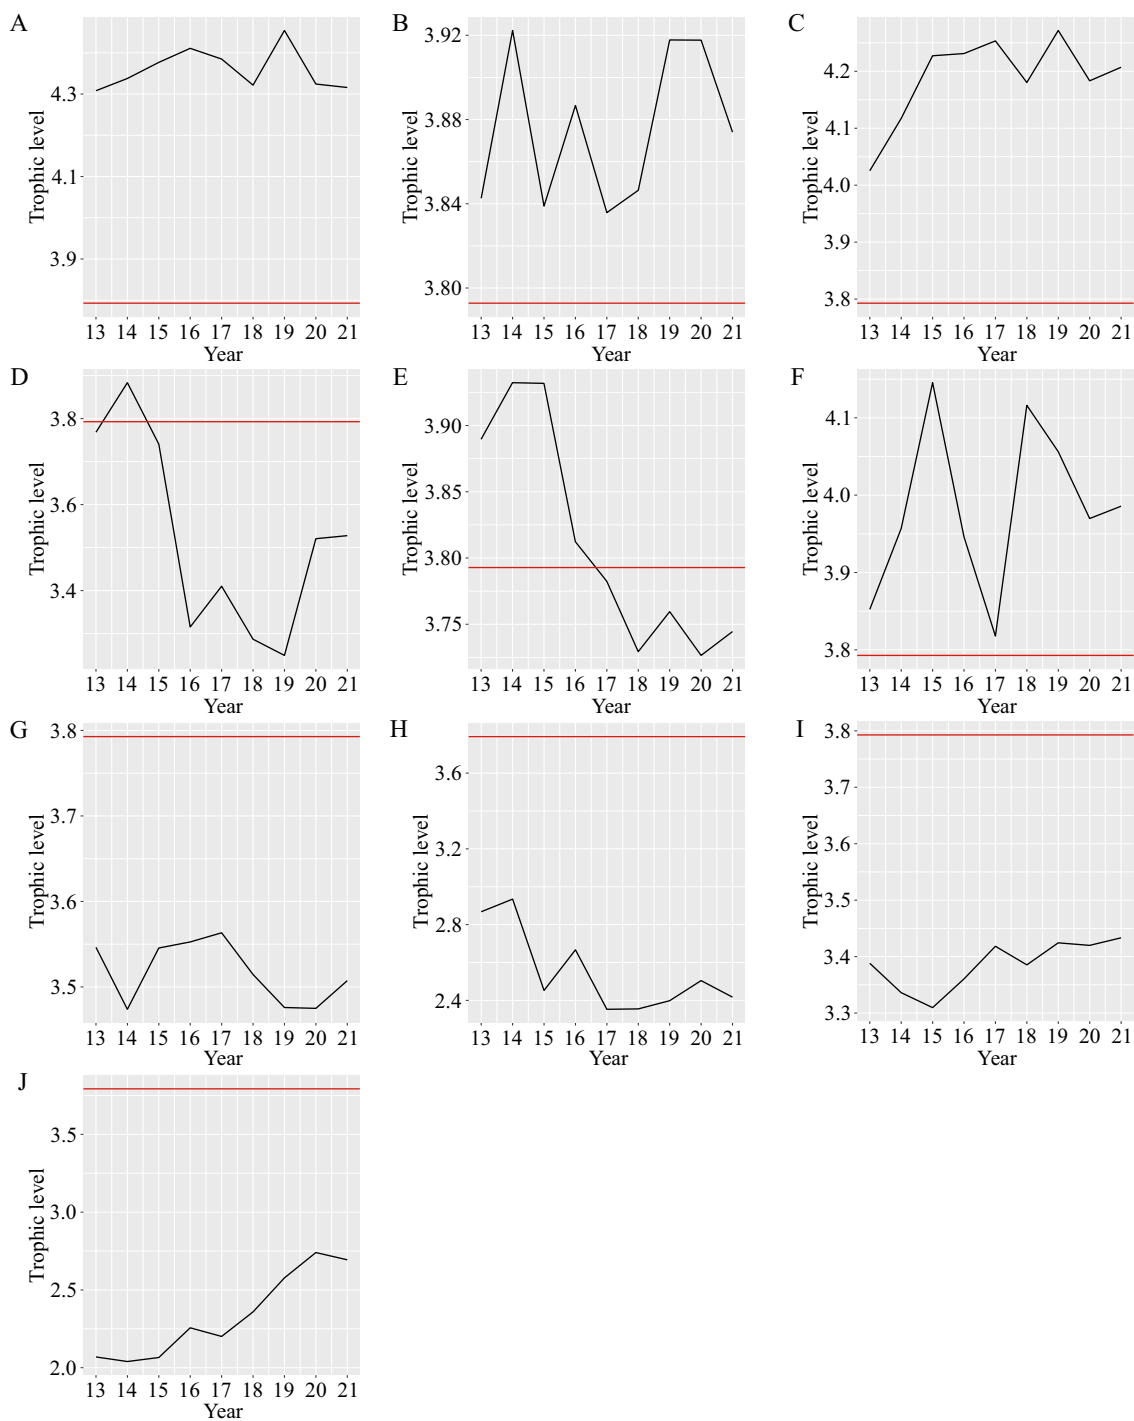 A
Trophic level
4.3
4.1
4.0
3.9
13 14 15 16 17 18 19 20 21
Year
B
Trophic level
3.92
3.88
3.84
3.80
13 14 15 16 17 18 19 20 21
Year
C
Trophic level
4.2
4.1
4.0
3.9
3.8
13 14 15 16 17 18 19 20 21
Year
D
Trophic level
3.8
3.6
3.4
13 14 15 16 17 18 19 20 21
Year
E
Trophic level
3.90
3.85
3.80
3.75
13 14 15 16 17 18 19 20 21
Year
F
Trophic level
4.1
4.0
3.9
3.8
13 14 15 16 17 18 19 20 21
Year
G
Trophic level
3.8
3.7
3.6
3.5
13 14 15 16 17 18 19 20 21
Year
H
Trophic level
3.6
3.2
2.8
2.4
13 14 15 16 17 18 19 20 21
Year
I
Trophic level
3.8
3.7
3.6
3.5
3.4
3.3
13 14 15 16 17 18 19 20 21
Year
J
Trophic level
3.5
3.0
2.5
2.0
13 14 15 16 17 18 19 20 21
Year